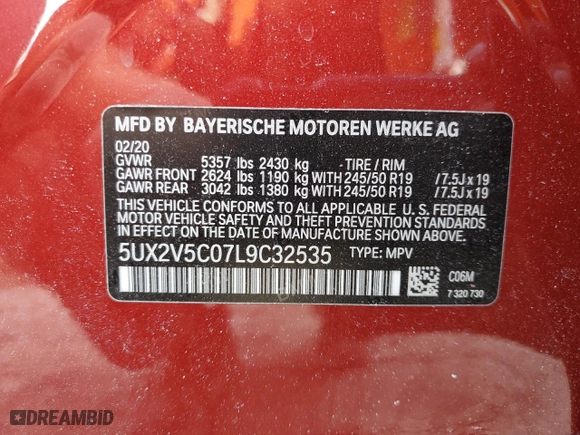 MFD BY BAYERISCHE MOTOREN WERKE AG
02/20
GVWR 5357 lbs 2430 kg - TIRE / RIM
GAWR FRONT 2624 lbs 1190 kg WITH 245/50 R19 /7.5J x 19
GAWR REAR 3042 lbs 1380 kg WITH 245/50 R19 /7.5J x 19
THIS VEHICLE CONFORMS TO ALL APPLICABLE U. S. FEDERAL
MOTOR VEHICLE SAFETY AND THEFT PREVENTION STANDARDS
IN EFFECT ON THE DATE OF MANUFACTURE SHOWN ABOVE.
5UX2V5C07L9C32535 TYPE: MPV
C06M
7 320 730
DREAMBID